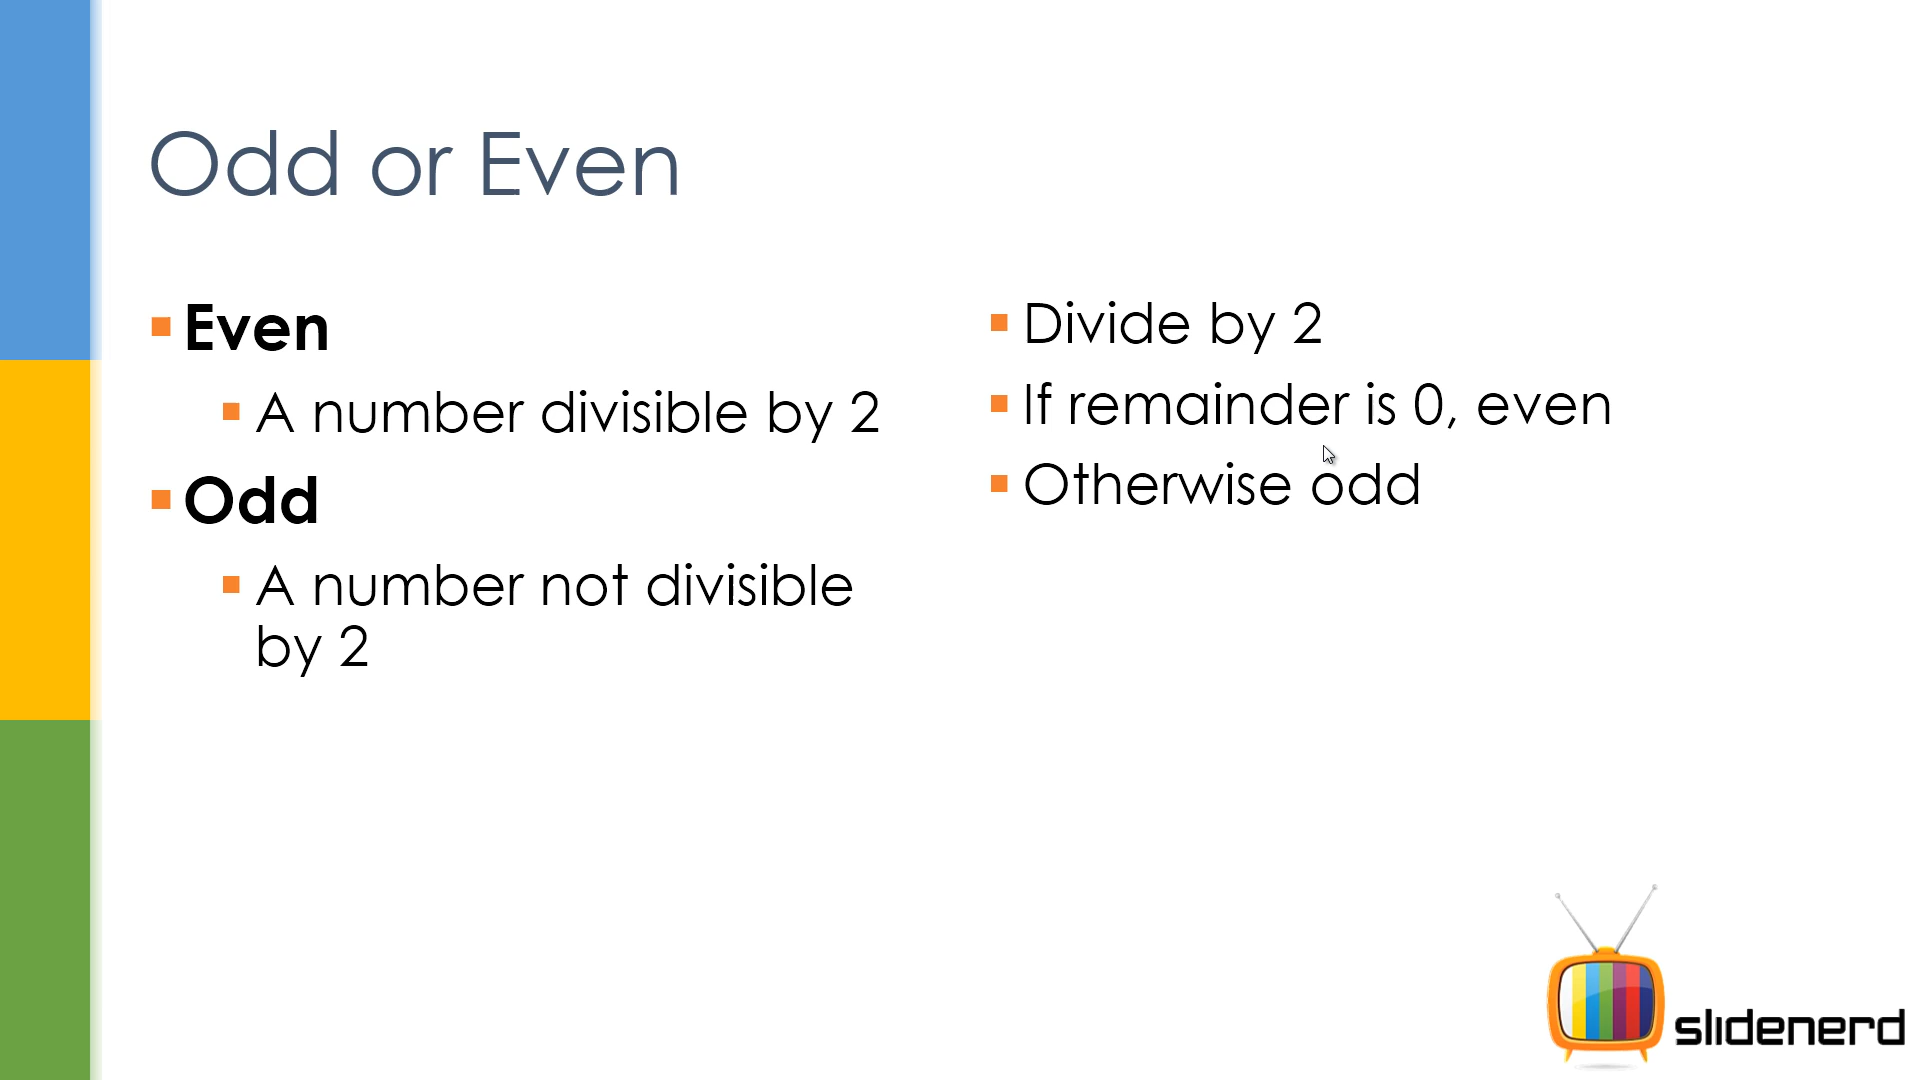 Odd or Even
Even
A number divisible by 2
Odd
A number not divisible
by 2
Divide by 2
If remainder is 0, even
Otherwise odd
slidenerd